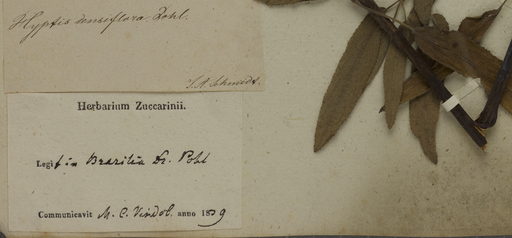 Hyptis densiflora. Pohl.
J. A. Schmidt.
Herbarium Zuccarinii.
Legit in Brasilia Dr. Pohl
Communicavit M. C. Vindob. anno 1839